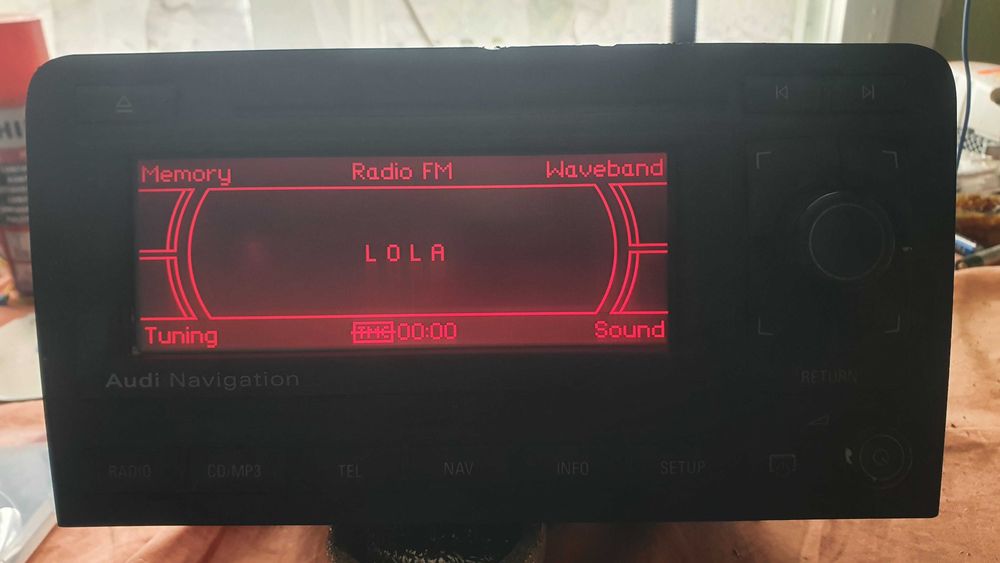 Memory Radio FM Waveband
LOLA
Tuning TMC 00:00 Sound
Audi Navigation
RETURN
RADIO CD/MP3 TEL NAV INFO SETUP